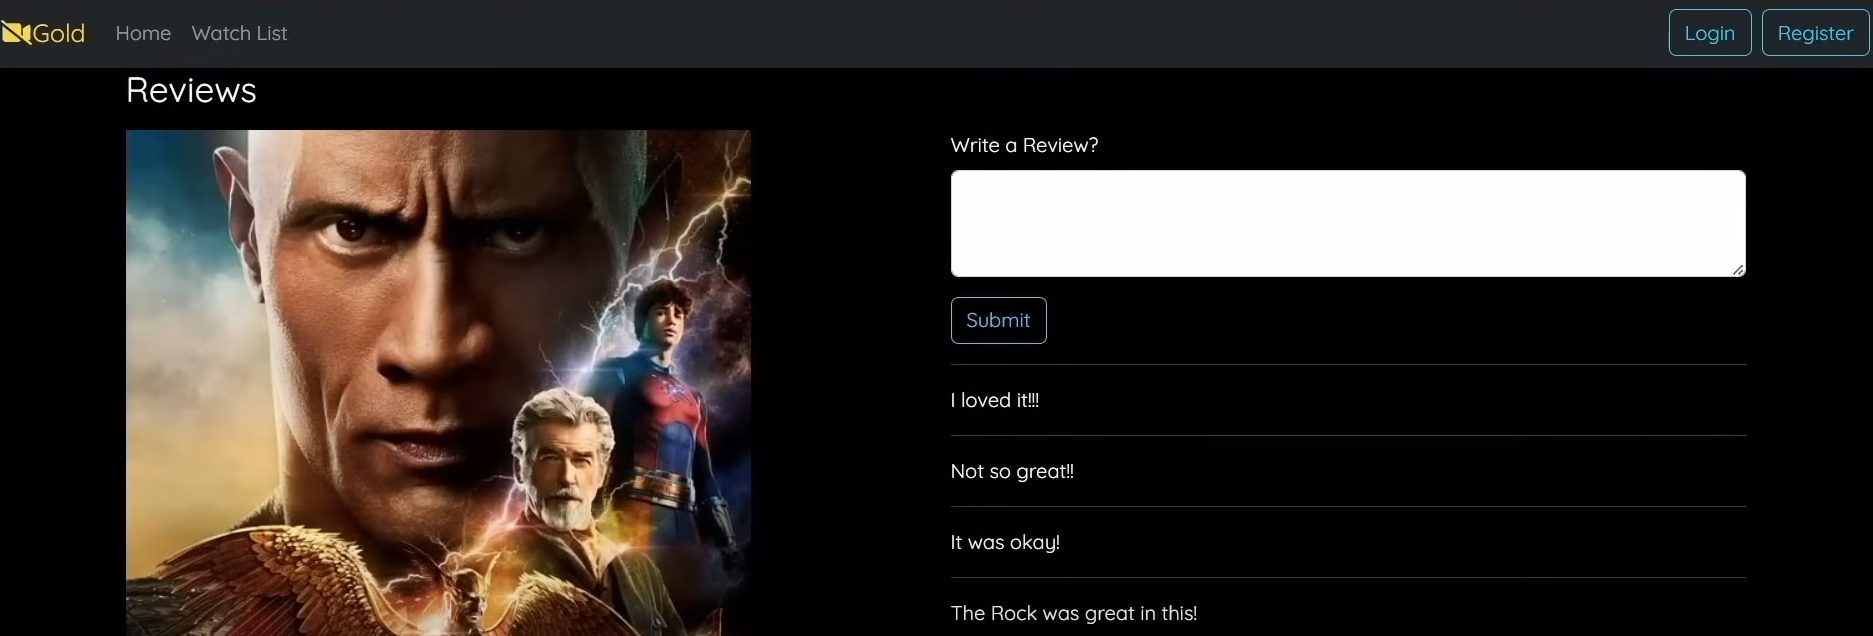 Gold Home Watch List Login Register
Reviews
Write a Review?
Submit
I loved it!!!
Not so great!!
It was okay!
The Rock was great in this!